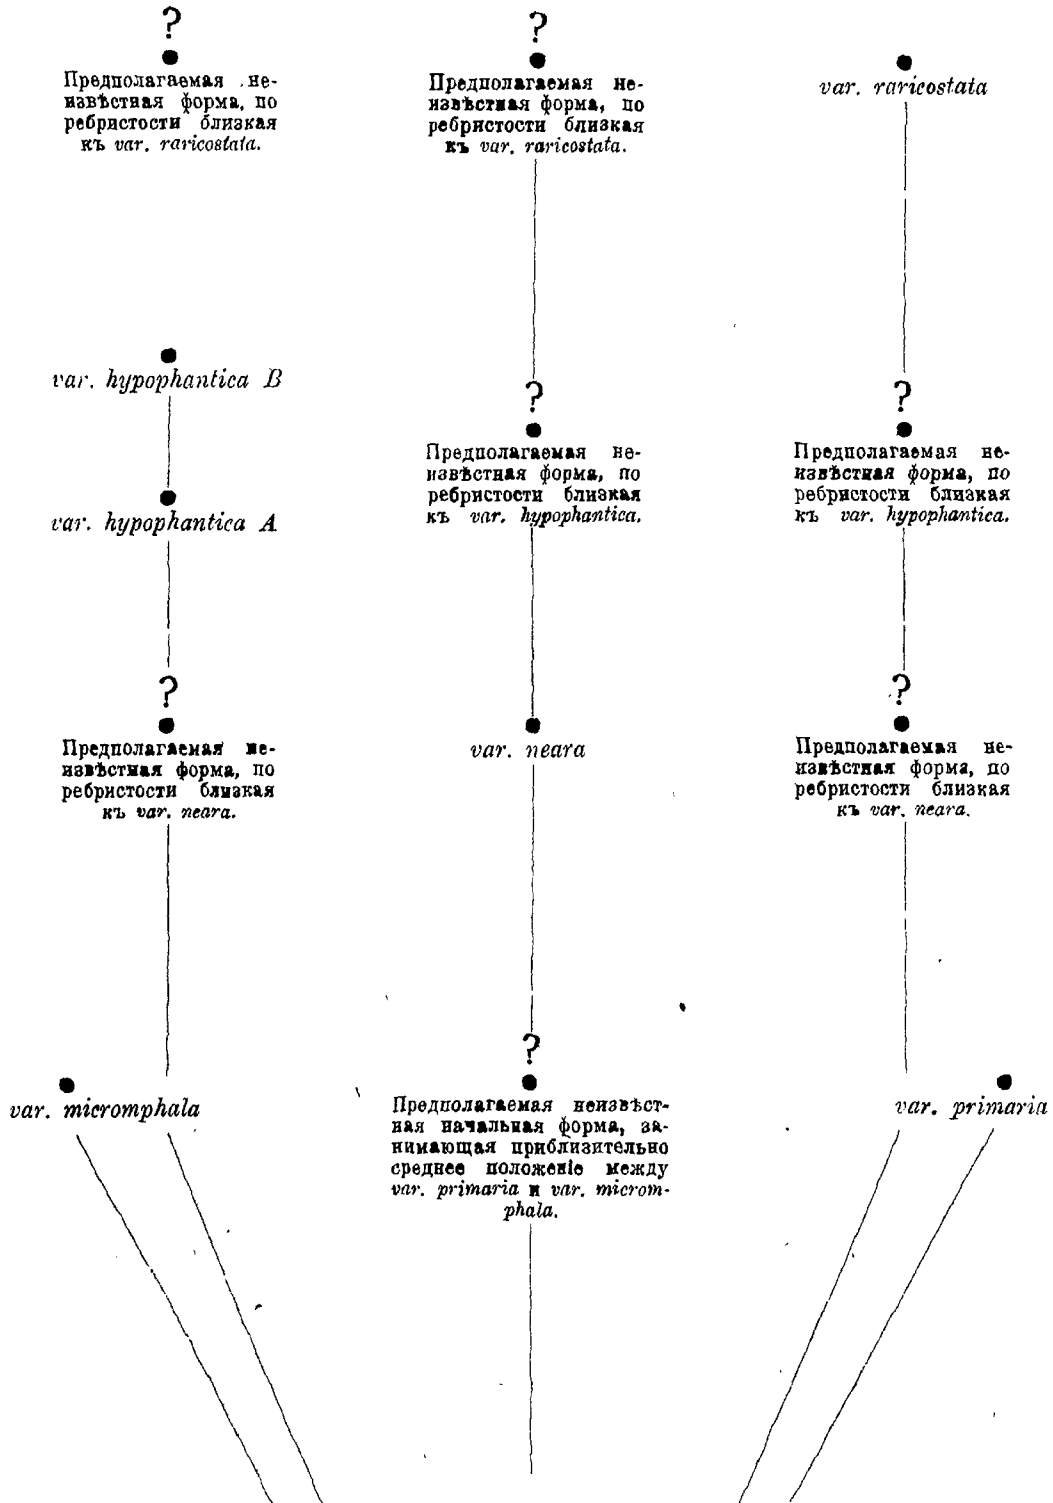 ?
Предполагаемая не-
извѣстная форма, по
ребристости близкая
къ var. raricostata.
?
Предполагаемая не-
извѣстная форма, по
ребристости близкая
къ var. raricostata.
var. raricostata
var. hypophantica B
var. hypophantica A
?
Предполагаемая не-
извѣстная форма, по
ребристости близкая
къ var. hypophantica.
?
Предполагаемая не-
извѣстная форма, по
ребристости близкая
къ var. hypophantica.
?
Предполагаемая не-
извѣстная форма, по
ребристости близкая
къ var. neara.
var. neara
?
Предполагаемая не-
извѣстная форма, по
ребристости близкая
къ var. neara.
var. micromphala
?
Предполагаемая неизвѣст-
ная начальная форма, за-
нимающая приблизительно
среднее положеніе между
var. primaria и var. microm-
phala.
var. primaria